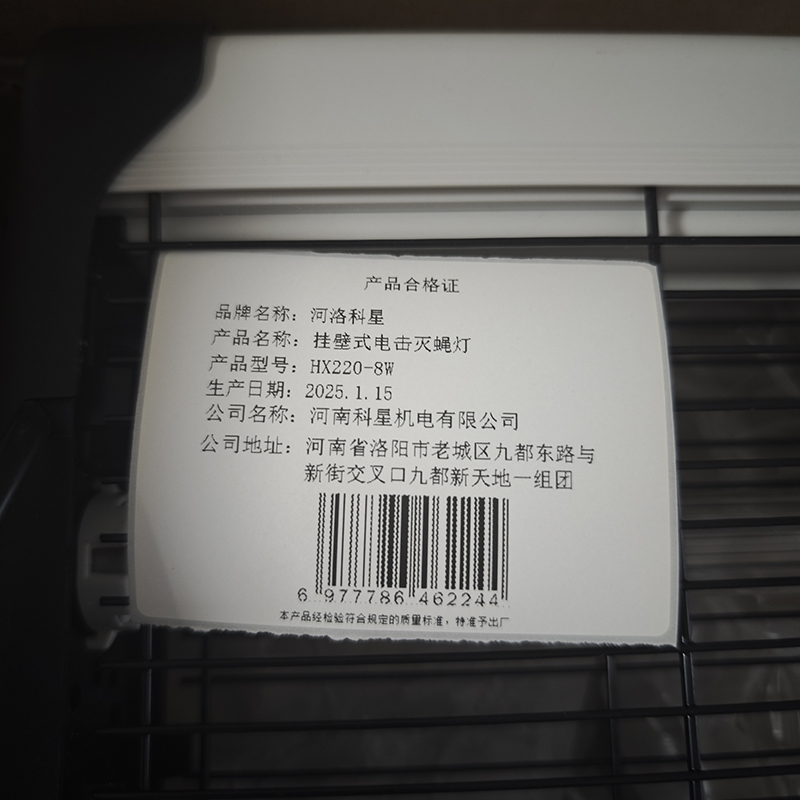 产品合格证
品牌名称：河洛科星
产品名称：挂壁式电击灭蝇灯
产品型号：HX220-8W
生产日期：2025.1.15
公司名称：河南科星机电有限公司
公司地址：河南省洛阳市老城区九都东路与
新街交叉口九都新天地一组团
6 977786 462244
本产品经检验符合规定的质量标准，特准予出厂